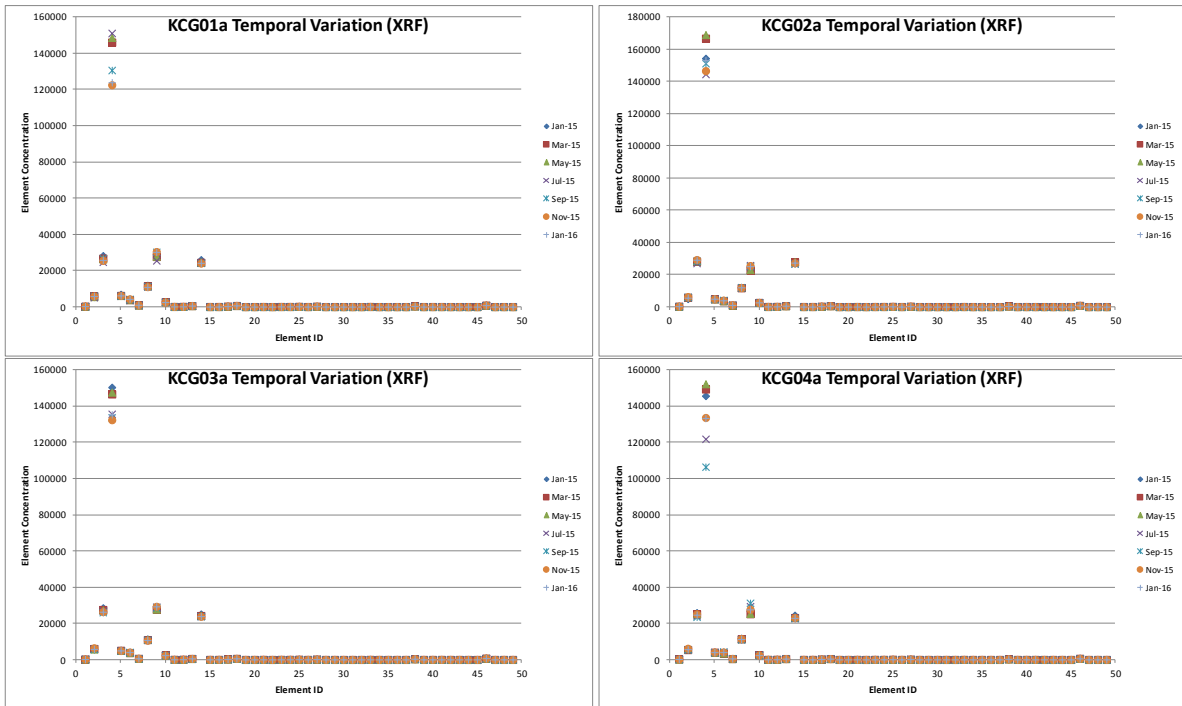 KCG01a Temporal Variation (XRF)
160000
140000
120000
100000
80000
60000
40000
20000
0
Element Concentration
0 5 10 15 20 25 30 35 40 45 50
Element ID
Jan-15
Mar-15
May-15
Jul-15
Sep-15
Nov-15
Jan-16
KCG02a Temporal Variation (XRF)
180000
160000
140000
120000
100000
80000
60000
40000
20000
0
Element Concentration
0 5 10 15 20 25 30 35 40 45 50
Element ID
Jan-15
Mar-15
May-15
Jul-15
Sep-15
Nov-15
Jan-16
KCG03a Temporal Variation (XRF)
160000
140000
120000
100000
80000
60000
40000
20000
0
Element Concentration
0 5 10 15 20 25 30 35 40 45 50
Element ID
Jan-15
Mar-15
May-15
Jul-15
Sep-15
Nov-15
Jan-16
KCG04a Temporal Variation (XRF)
160000
140000
120000
100000
80000
60000
40000
20000
0
Element Concentration
0 5 10 15 20 25 30 35 40 45 50
Element ID
Jan-15
Mar-15
May-15
Jul-15
Sep-15
Nov-15
Jan-16